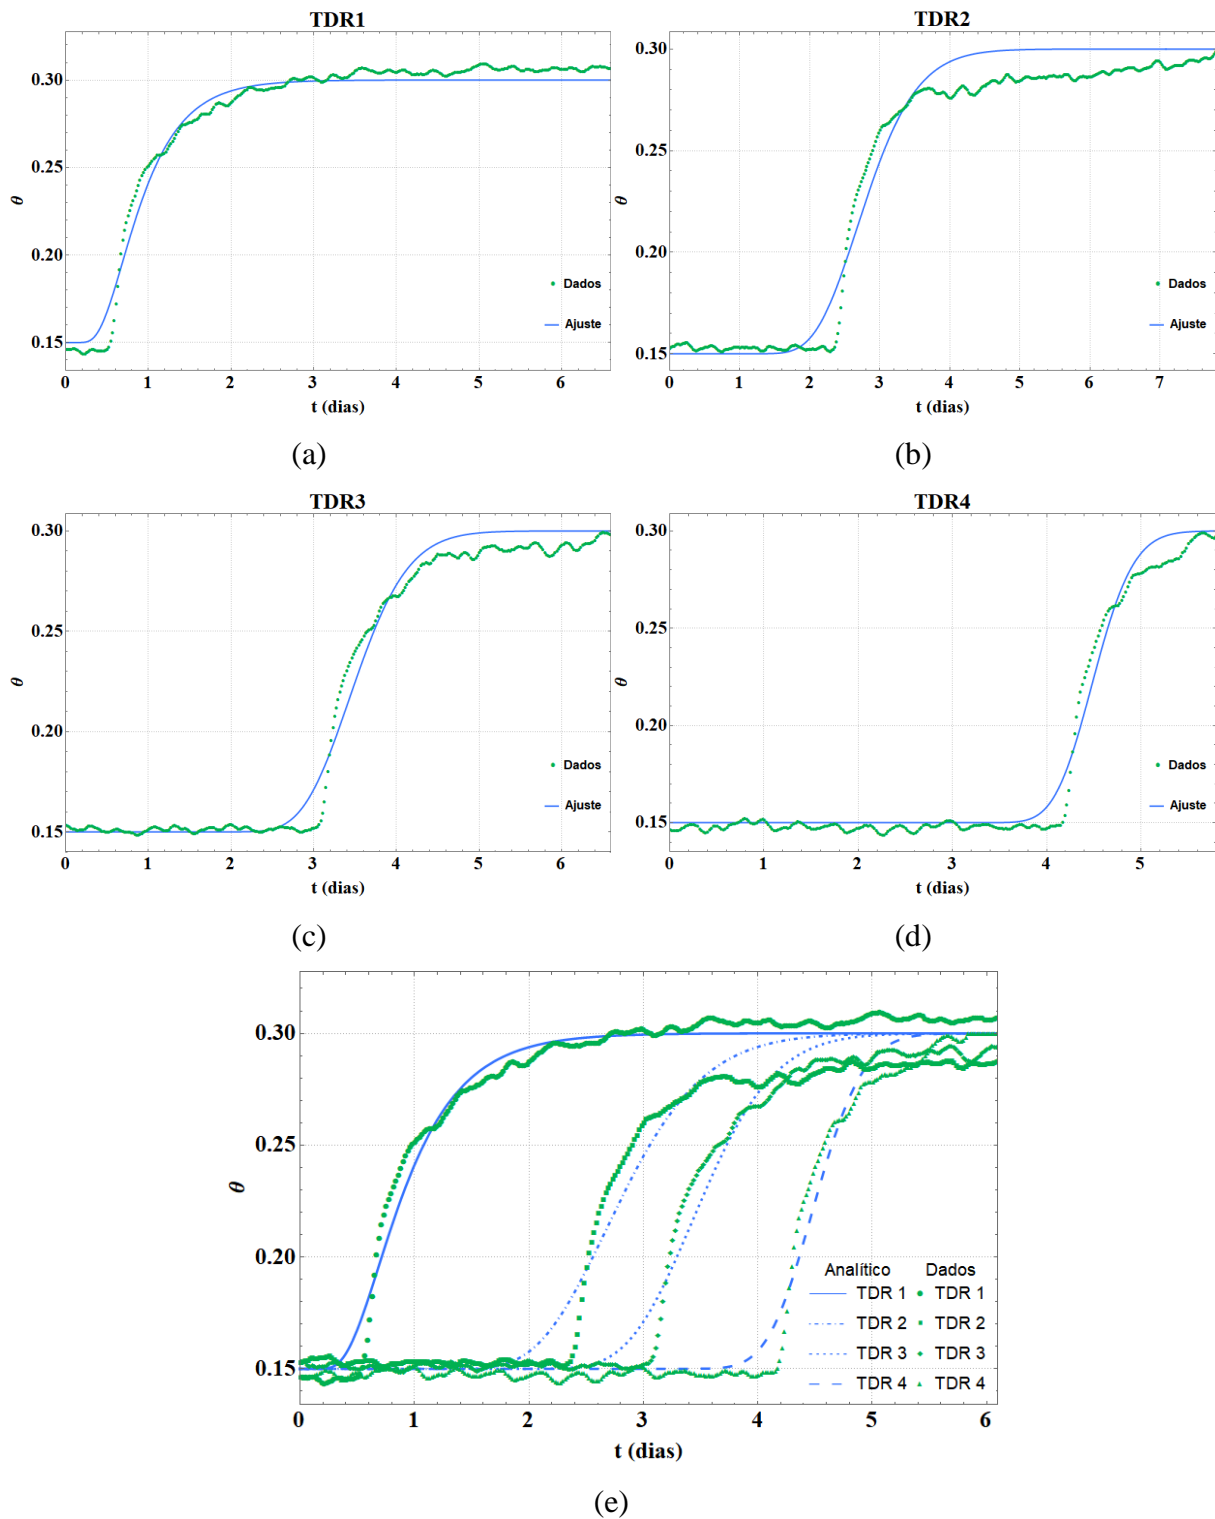 TDR1
0.30
0.25
θ
0.20
0.15
Dados
Ajuste
0 1 2 3 4 5 6
t (dias)
(a)
TDR2
0.30
0.25
θ
0.20
0.15
Dados
Ajuste
0 1 2 3 4 5 6 7
t (dias)
(b)
TDR3
0.30
0.25
θ
0.20
0.15
Dados
Ajuste
0 1 2 3 4 5 6
t (dias)
(c)
TDR4
0.30
0.25
θ
0.20
0.15
Dados
Ajuste
0 1 2 3 4 5
t (dias)
(d)
0.30
0.25
θ
0.20
0.15
Analítico Dados
TDR 1 TDR 1
TDR 2 TDR 2
TDR 3 TDR 3
TDR 4 TDR 4
0 1 2 3 4 5 6
t (dias)
(e)